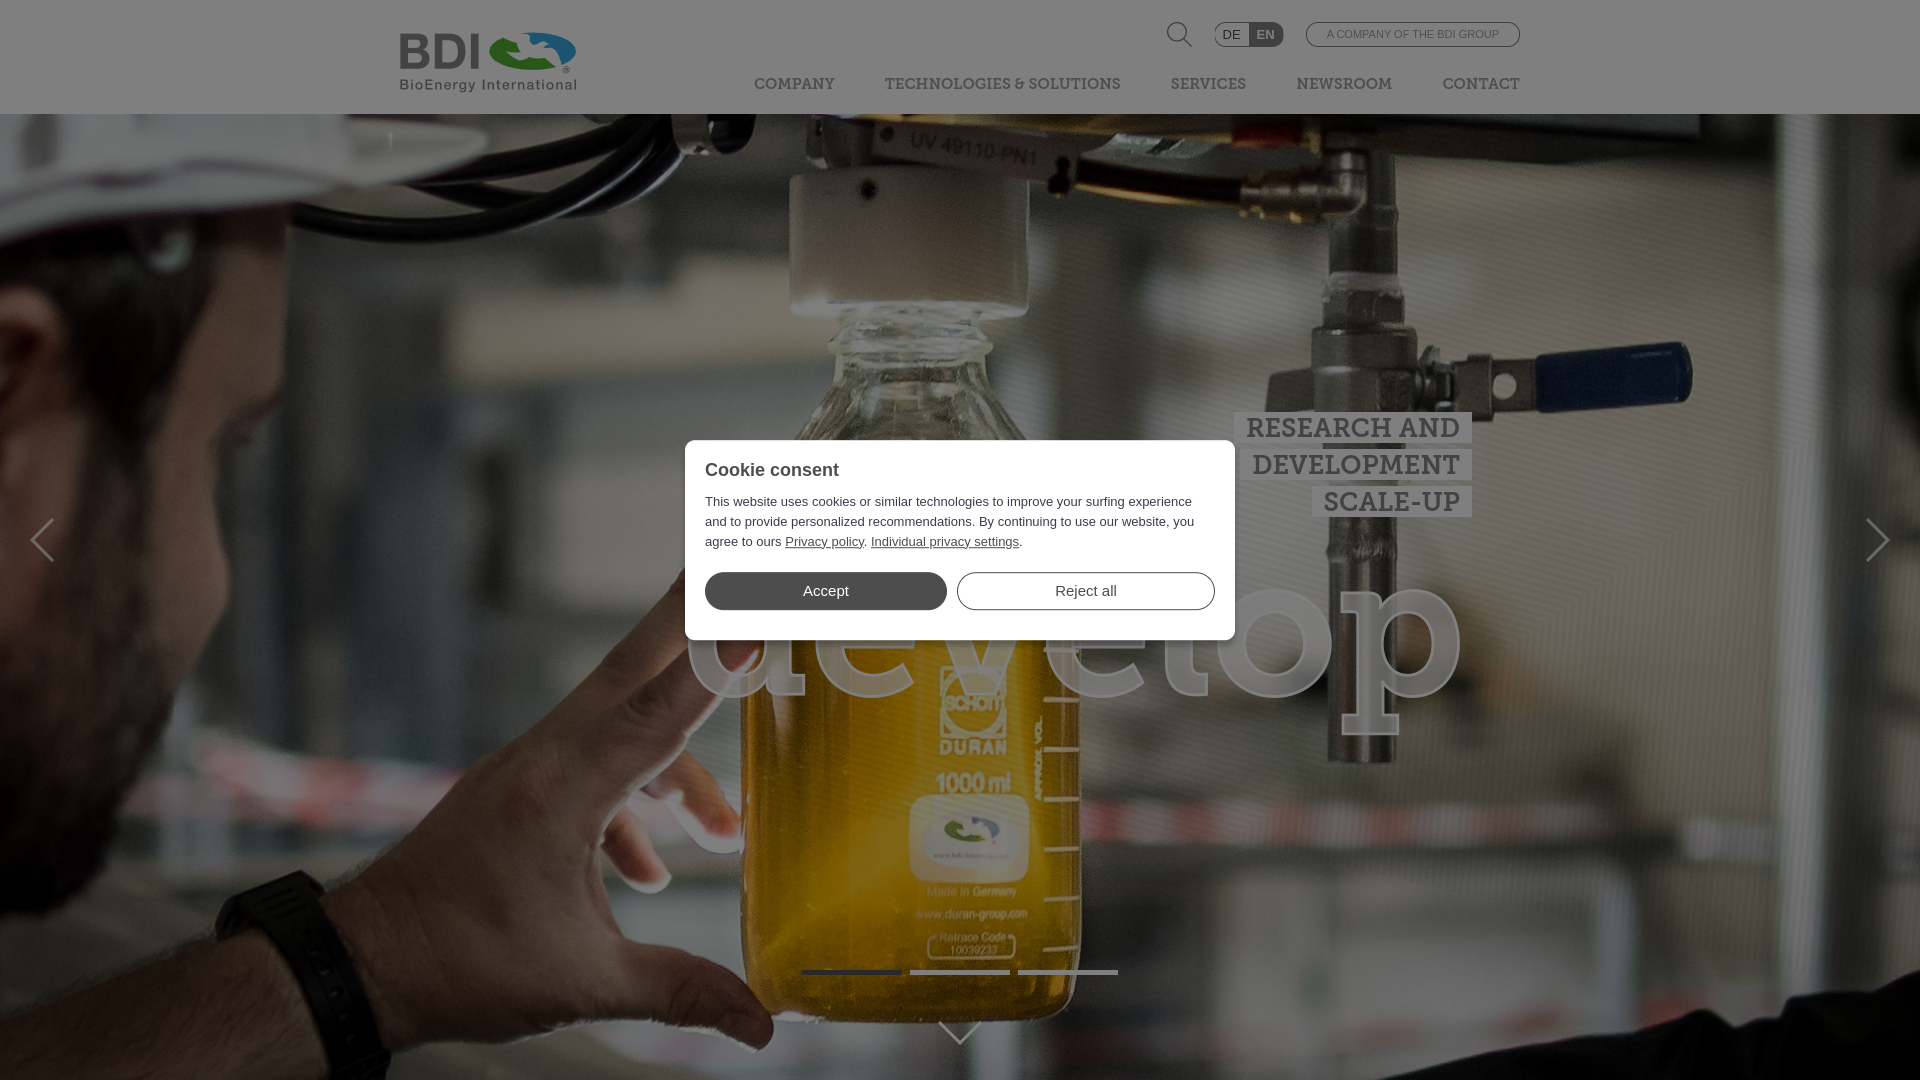 BDI
BioEnergy International
DE EN
A COMPANY OF THE BDI GROUP
COMPANY TECHNOLOGIES & SOLUTIONS SERVICES NEWSROOM CONTACT
UV 49110-PN1
RESEARCH AND
DEVELOPMENT
SCALE-UP
Cookie consent
This website uses cookies or similar technologies to improve your surfing experience
and to provide personalized recommendations. By continuing to use our website, you
agree to ours Privacy policy. Individual privacy settings.
Accept Reject all
develop
SCHOTT
DURAN
APPROX. VOL.
1000 ml
Made in Germany
www.duran-group.com
Retrace Code
10039233